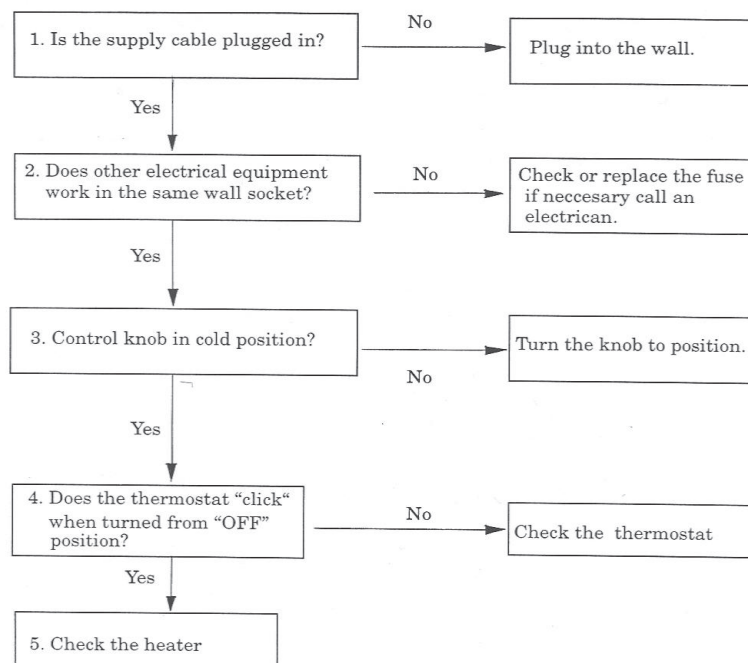 1. Is the supply cable plugged in?
No
Plug into the wall.
Yes
2. Does other electrical equipment
work in the same wall socket?
No
Check or replace the fuse
if neccesary call an
electrican.
Yes
3. Control knob in cold position?
No
Turn the knob to position.
Yes
4. Does the thermostat “click“
when turned from “OFF”
position?
No
Check the thermostat
Yes
5. Check the heater